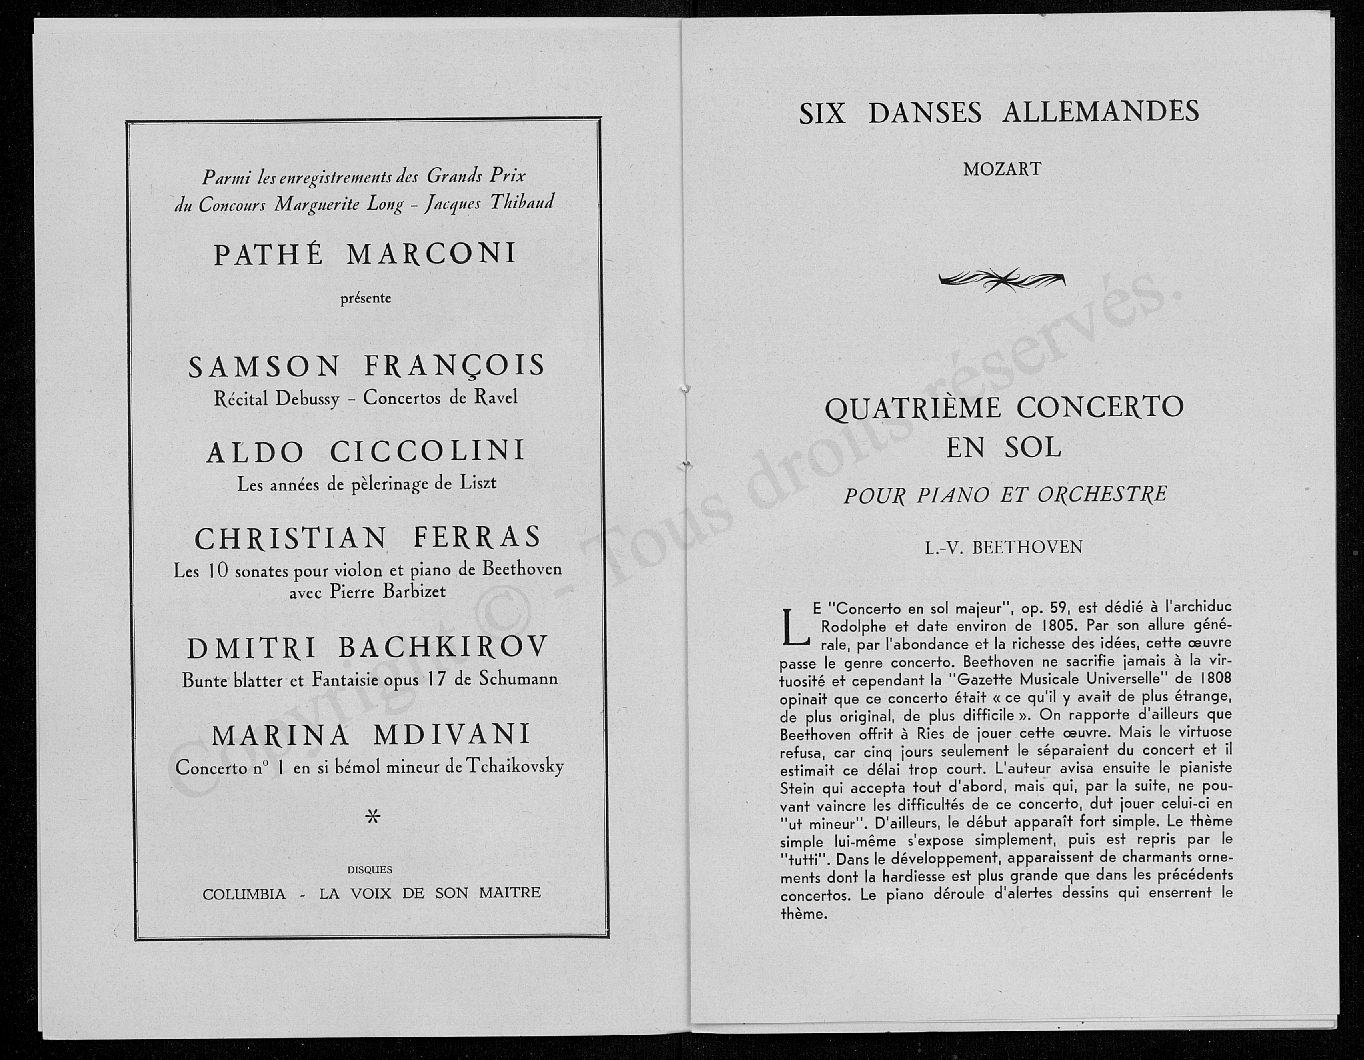 Parmi les enregistrements des Grands Prix
du Concours Marguerite Long – Jacques Thibaud
PATHÉ MARCONI
présente
SAMSON FRANÇOIS
Récital Debussy – Concertos de Ravel
ALDO CICCOLINI
Les années de pèlerinage de Liszt
CHRISTIAN FERRAS
Les 10 sonates pour violon et piano de Beethoven
avec Pierre Barbizet
DMITRI BACHKIROV
Bunte blatter et Fantaisie opus 17 de Schumann
MARINA MDIVANI
Concerto n° 1 en si bémol mineur de Tchaikovsky
*
DISQUES
COLUMBIA - LA VOIX DE SON MAITRE
SIX DANSES ALLEMANDES
MOZART
QUATRIÈME CONCERTO
EN SOL
POUR PIANO ET ORCHESTRE
L.-V. BEETHOVEN
LE "Concerto en sol majeur", op. 59, est dédié à l'archiduc
Rodolphe et date environ de 1805. Par son allure géné-
rale, par l'abondance et la richesse des idées, cette œuvre
passe le genre concerto. Beethoven ne sacrifie jamais à la vir-
tuosité et cependant la "Gazette Musicale Universelle" de 1808
opinait que ce concerto était « ce qu'il y avait de plus étrange,
de plus original, de plus difficile ». On rapporte d'ailleurs que
Beethoven offrit à Ries de jouer cette œuvre. Mais le virtuose
refusa, car cinq jours seulement le séparaient du concert et il
estimait ce délai trop court. L'auteur avisa ensuite le pianiste
Stein qui accepta tout d'abord, mais qui, par la suite, ne pou-
vant vaincre les difficultés de ce concerto, dut jouer celui-ci en
"ut mineur". D'ailleurs, le début apparaît fort simple. Le thème
simple lui-même s'expose simplement, puis est repris par le
"tutti". Dans le développement, apparaissent de charmants orne-
ments dont la hardiesse est plus grande que dans les précédents
concertos. Le piano déroule d'alertes dessins qui enserrent le
thème.
Copyright © - Tous droits réservés.